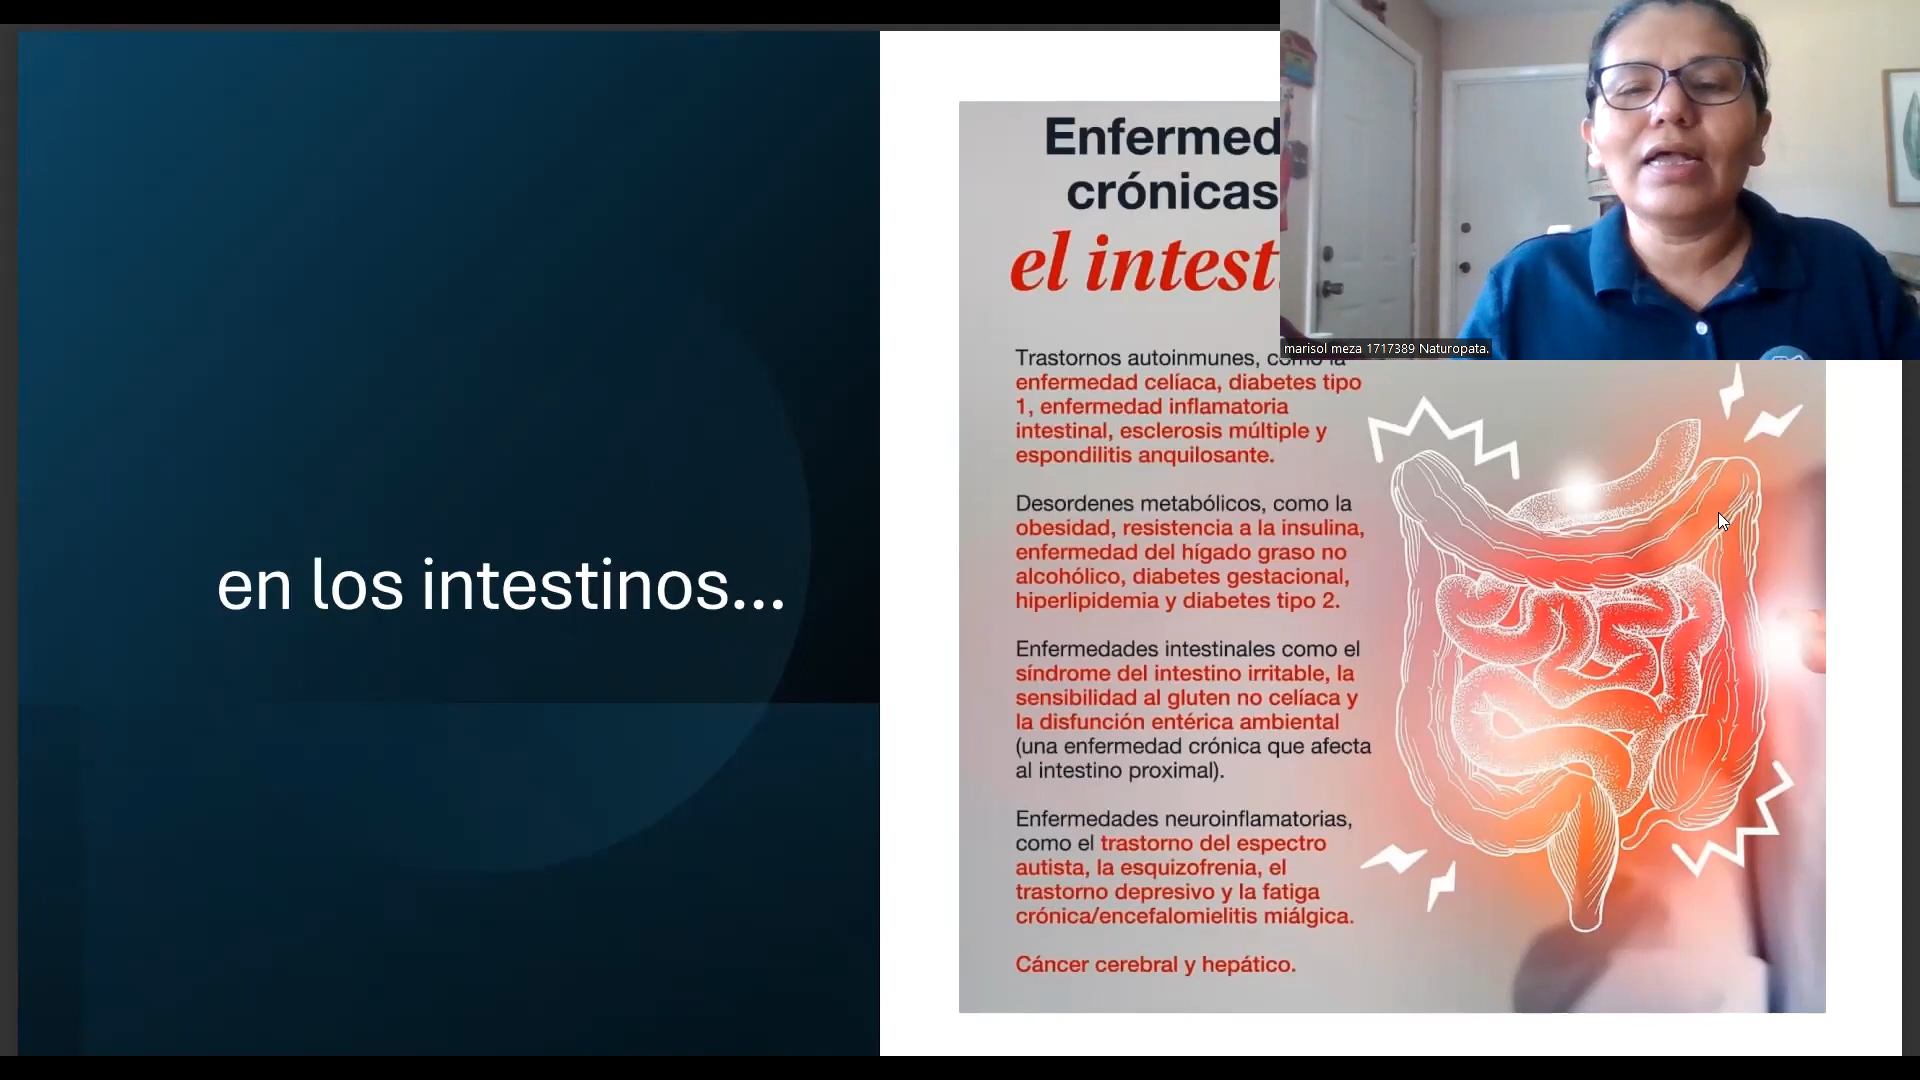 en los intestinos...
Enfermed
crónicas
el intest
marisol meza 1717389 Naturopata.
Trastornos autoinmunes, como la
enfermedad celíaca, diabetes tipo
1, enfermedad inflamatoria
intestinal, esclerosis múltiple y
espondilitis anquilosante.
Desordenes metabólicos, como la
obesidad, resistencia a la insulina,
enfermedad del hígado graso no
alcohólico, diabetes gestacional,
hiperlipidemia y diabetes tipo 2.
Enfermedades intestinales como el
síndrome del intestino irritable, la
sensibilidad al gluten no celíaca y
la disfunción entérica ambiental
(una enfermedad crónica que afecta
al intestino proximal).
Enfermedades neuroinflamatorias,
como el trastorno del espectro
autista, la esquizofrenia, el
trastorno depresivo y la fatiga
crónica/encefalomielitis miálgica.
Cáncer cerebral y hepático.